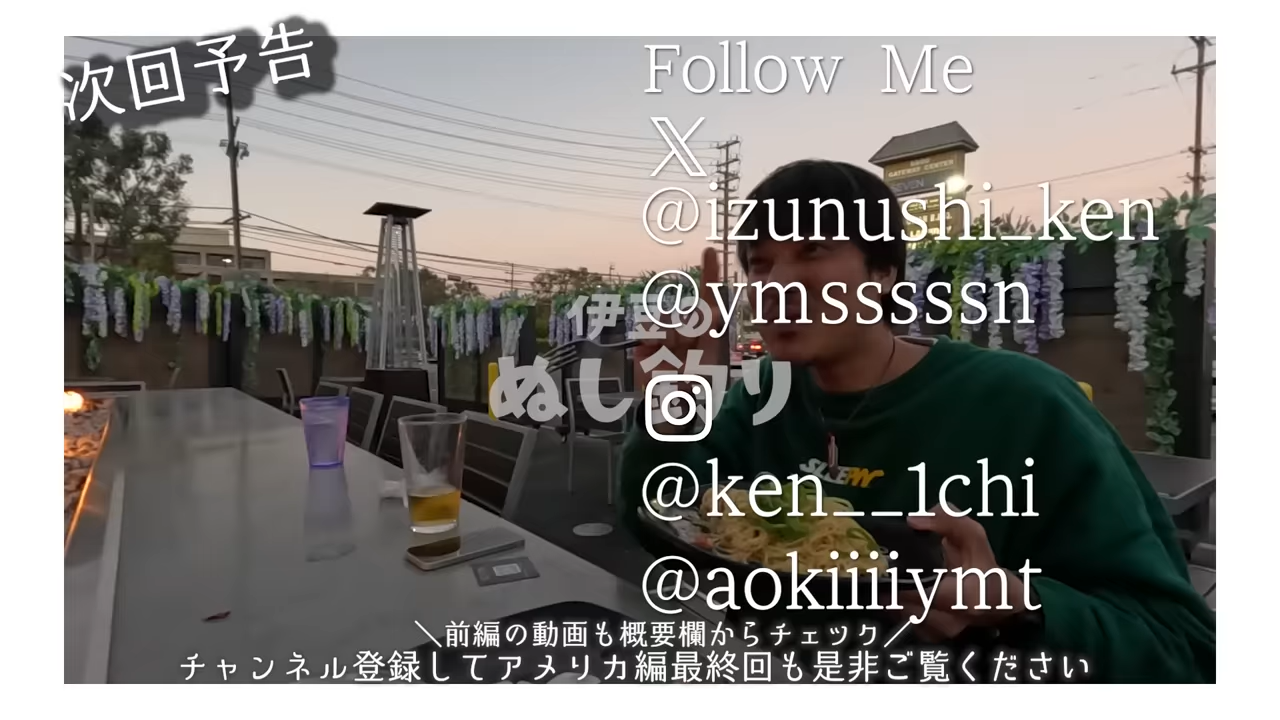 次回予告
Follow Me
X
@izunushi_ken
@ymsssssn
伊豆の
ぬし釣り
@ken__1chi
@aokiiiiymt
GATEWAY CENTER
＼前編の動画も概要欄からチェック／
チャンネル登録してアメリカ編最終回も是非ご覧ください